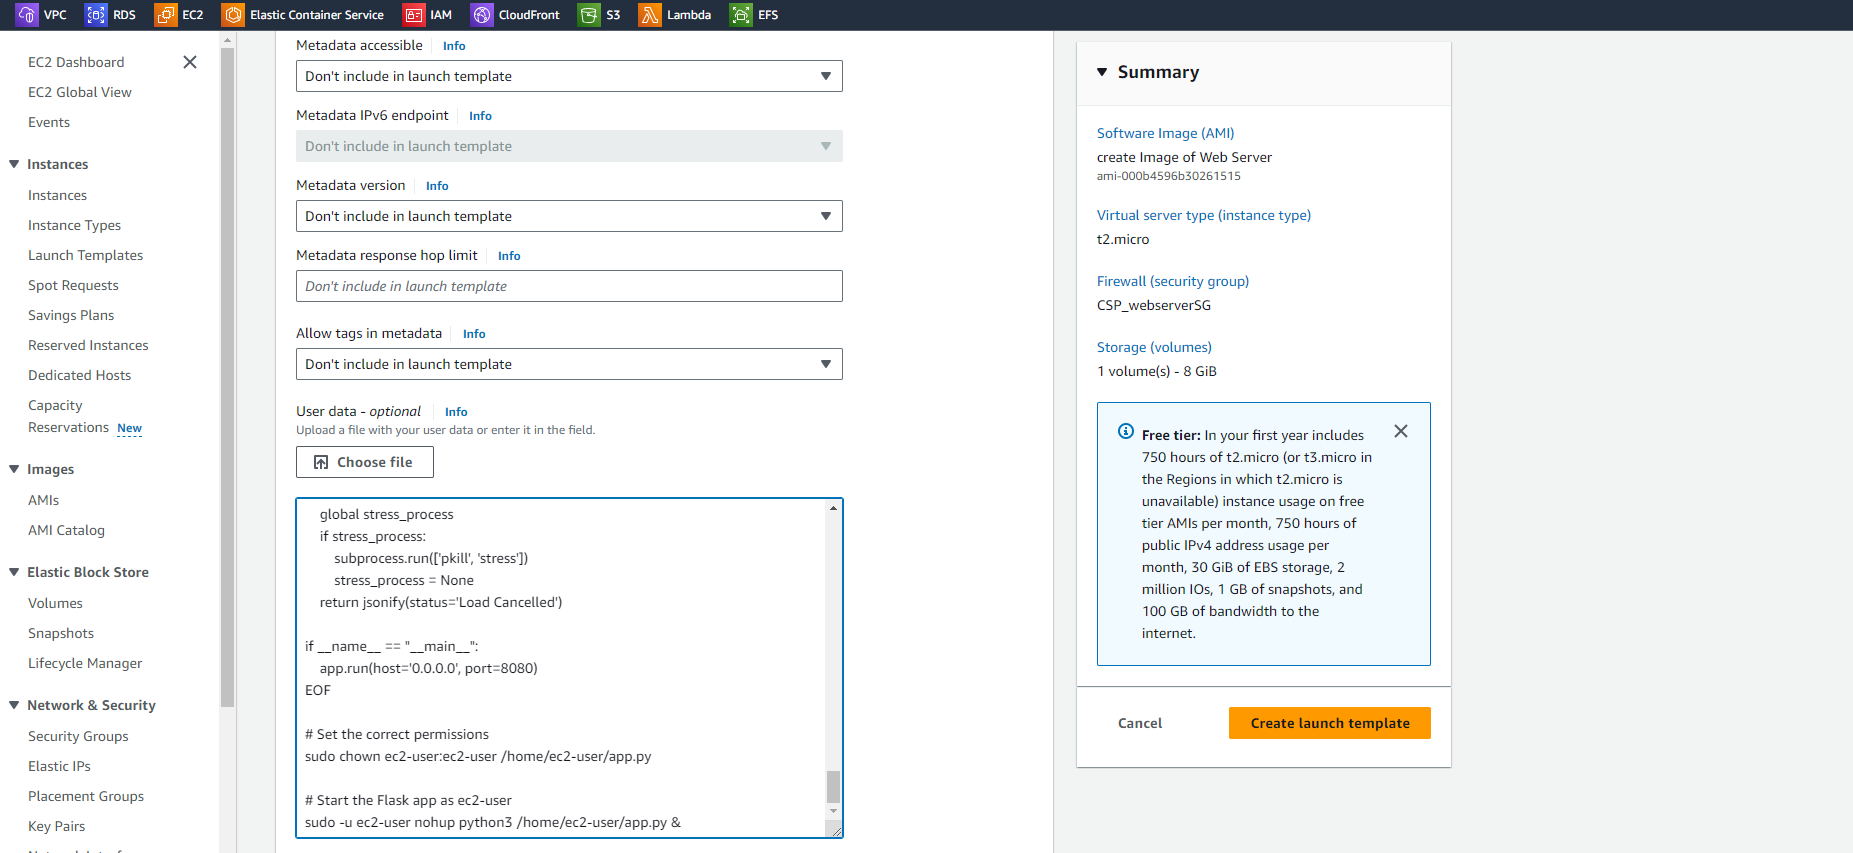 VPC RDS EC2 Elastic Container Service IAM CloudFront S3 Lambda EFS
EC2 Dashboard
EC2 Global View
Events
Instances
Instances
Instance Types
Launch Templates
Spot Requests
Savings Plans
Reserved Instances
Dedicated Hosts
Capacity
Reservations New
Images
AMIs
AMI Catalog
Elastic Block Store
Volumes
Snapshots
Lifecycle Manager
Network & Security
Security Groups
Elastic IPs
Placement Groups
Key Pairs
Metadata accessible Info
Don't include in launch template
Metadata IPv6 endpoint Info
Don't include in launch template
Metadata version Info
Don't include in launch template
Metadata response hop limit Info
Don't include in launch template
Allow tags in metadata Info
Don't include in launch template
User data - optional Info
Upload a file with your user data or enter it in the field.
Choose file
global stress_process
if stress_process:
subprocess.run(['pkill', 'stress'])
stress_process = None
return jsonify(status='Load Cancelled')
if __name__ == "__main__":
app.run(host='0.0.0.0', port=8080)
EOF
# Set the correct permissions
sudo chown ec2-user:ec2-user /home/ec2-user/app.py
# Start the Flask app as ec2-user
sudo -u ec2-user nohup python3 /home/ec2-user/app.py &
Summary
Software Image (AMI)
create Image of Web Server
ami-000b4596b30261515
Virtual server type (instance type)
t2.micro
Firewall (security group)
CSP_webserverSG
Storage (volumes)
1 volume(s) - 8 GiB
Free tier: In your first year includes
750 hours of t2.micro (or t3.micro in
the Regions in which t2.micro is
unavailable) instance usage on free
tier AMIs per month, 750 hours of
public IPv4 address usage per
month, 30 GiB of EBS storage, 2
million IOs, 1 GB of snapshots, and
100 GB of bandwidth to the
internet.
Cancel
Create launch template